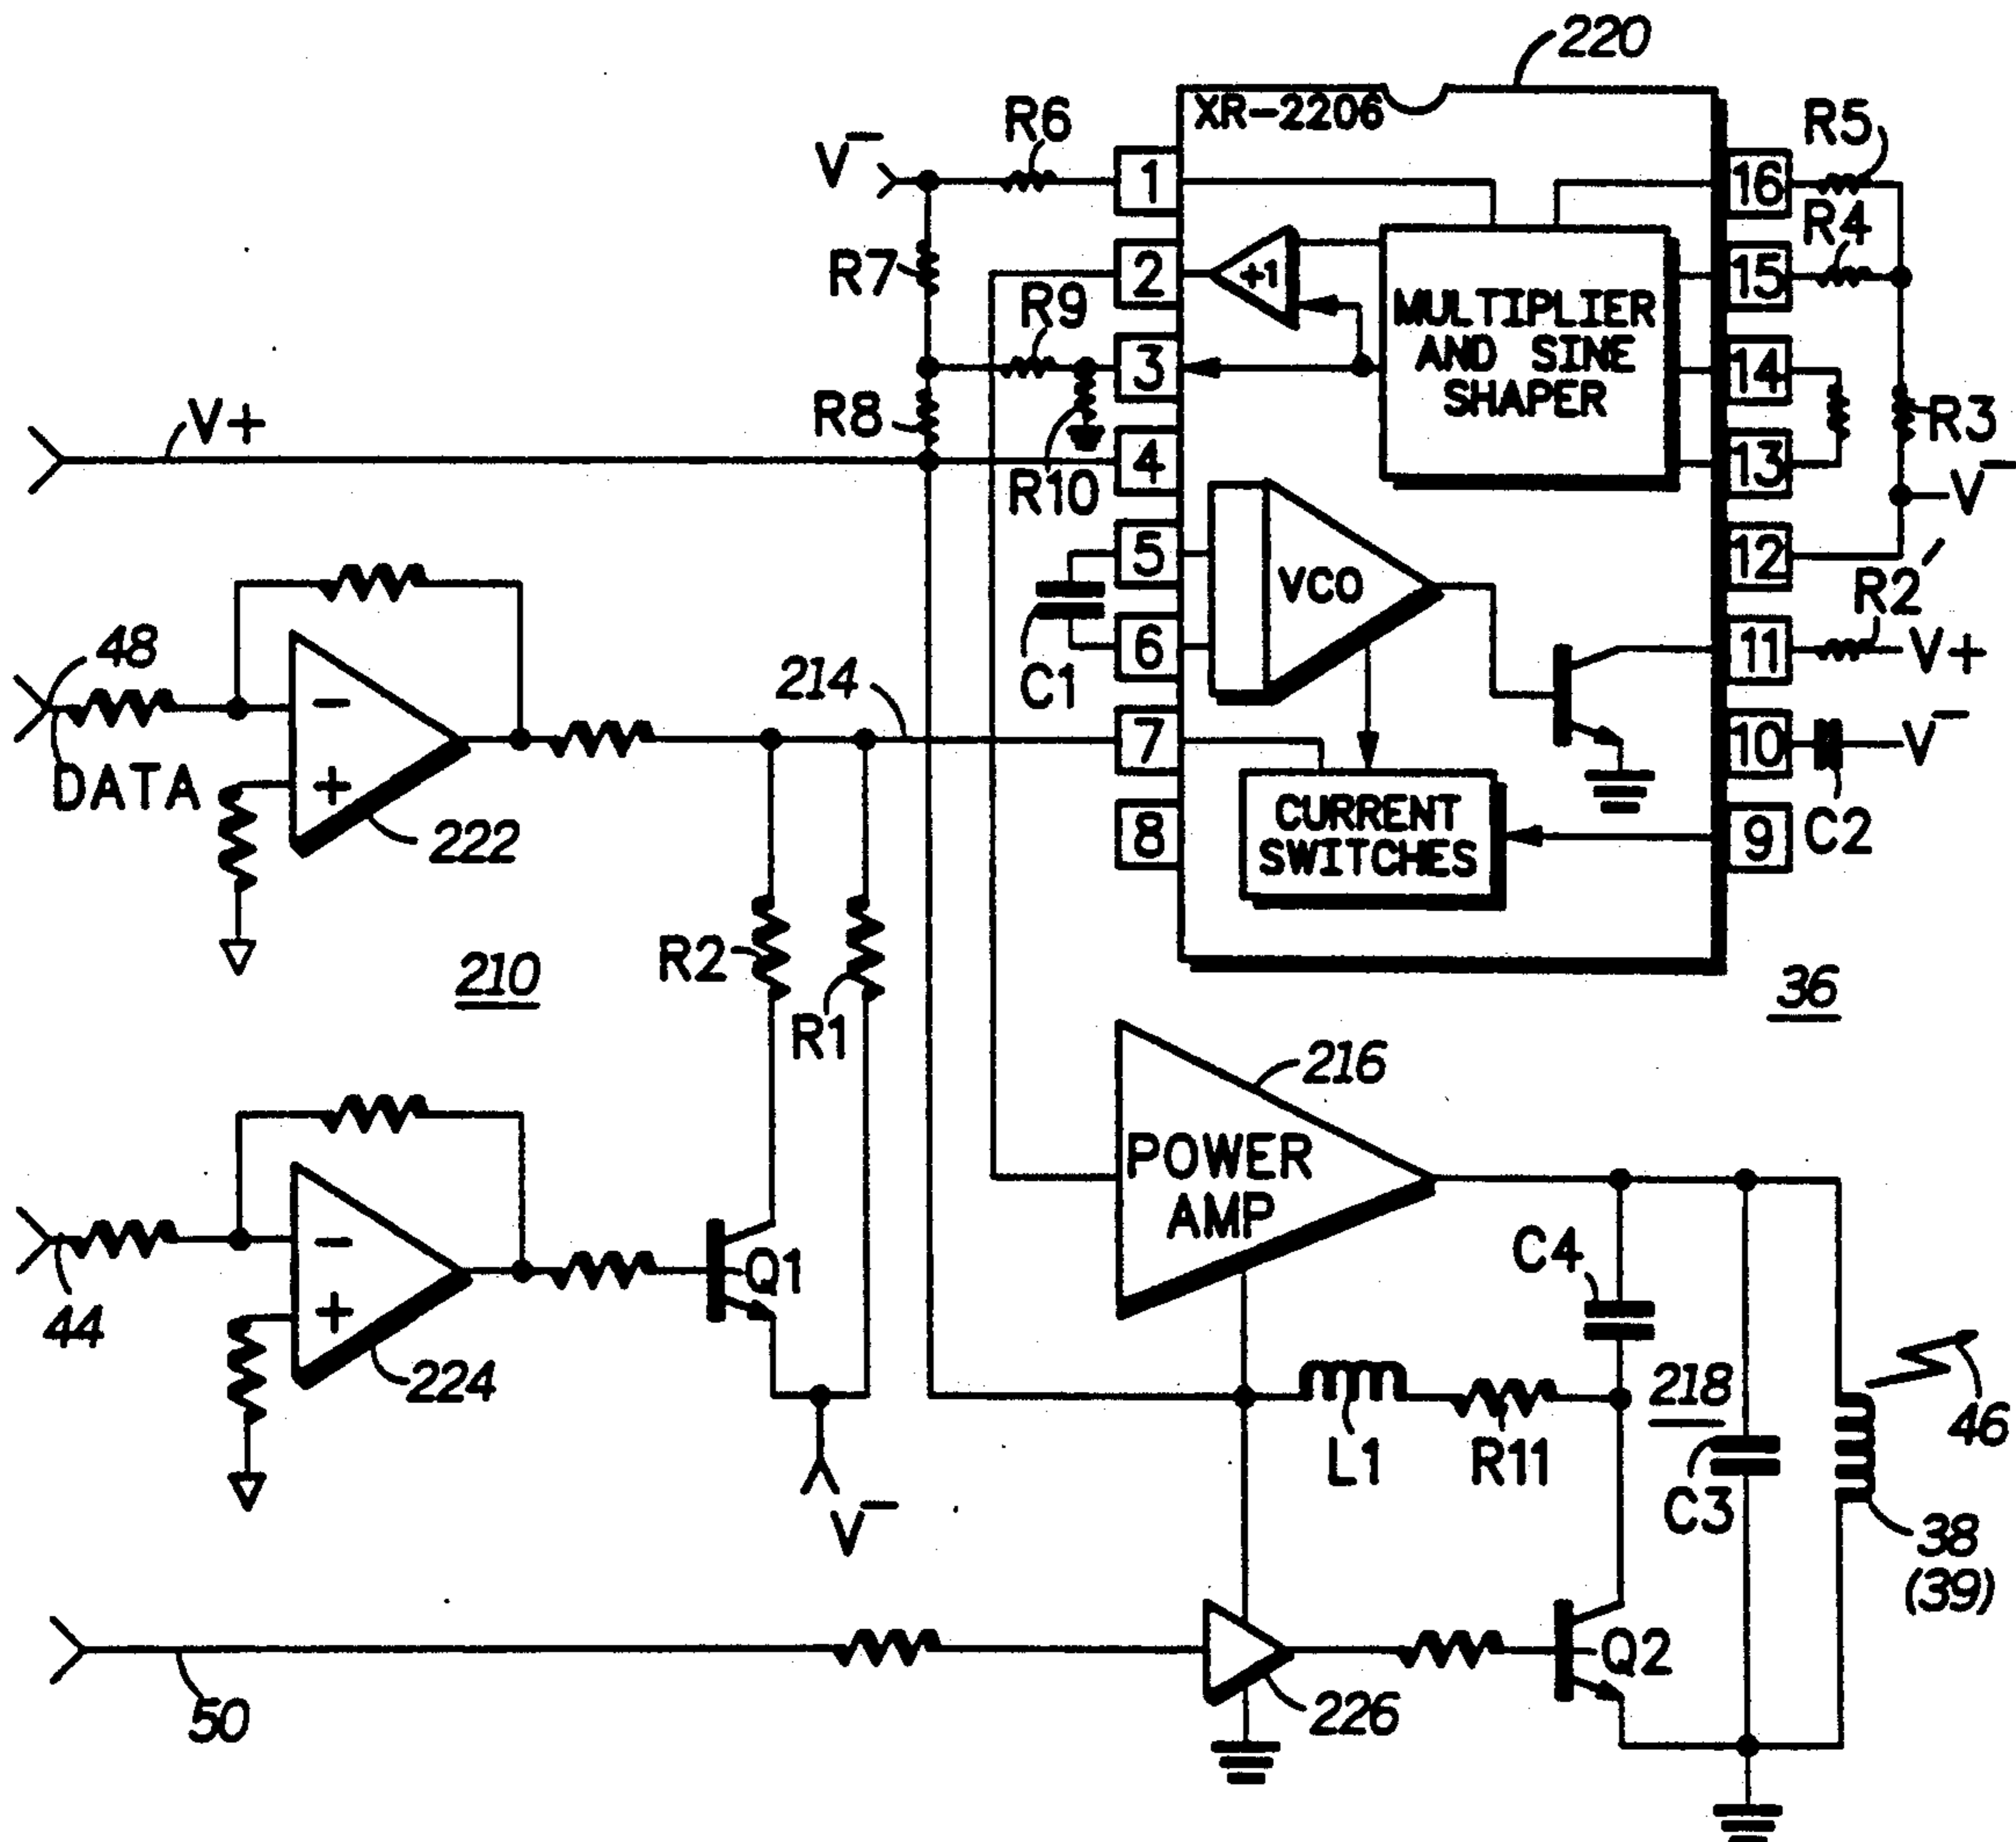 220
XR-2206
R6
R5
V-
1
16
R4
R7
2
+1
15
R9
MULTIPLIER
AND SINE
SHAPER
3
14
R8
R3
V+
4
13
R10
V-
5
12
VCO
R2'
48
C1
6
11
V+
214
7
10
V-
DATA
-
+
222
8
CURRENT
SWITCHES
9
C2
R2
210
R1
36
216
POWER
AMP
-
+
Q1
C4
44
224
218
46
L1
R11
C3
V-
38
(39)
Q2
50
226